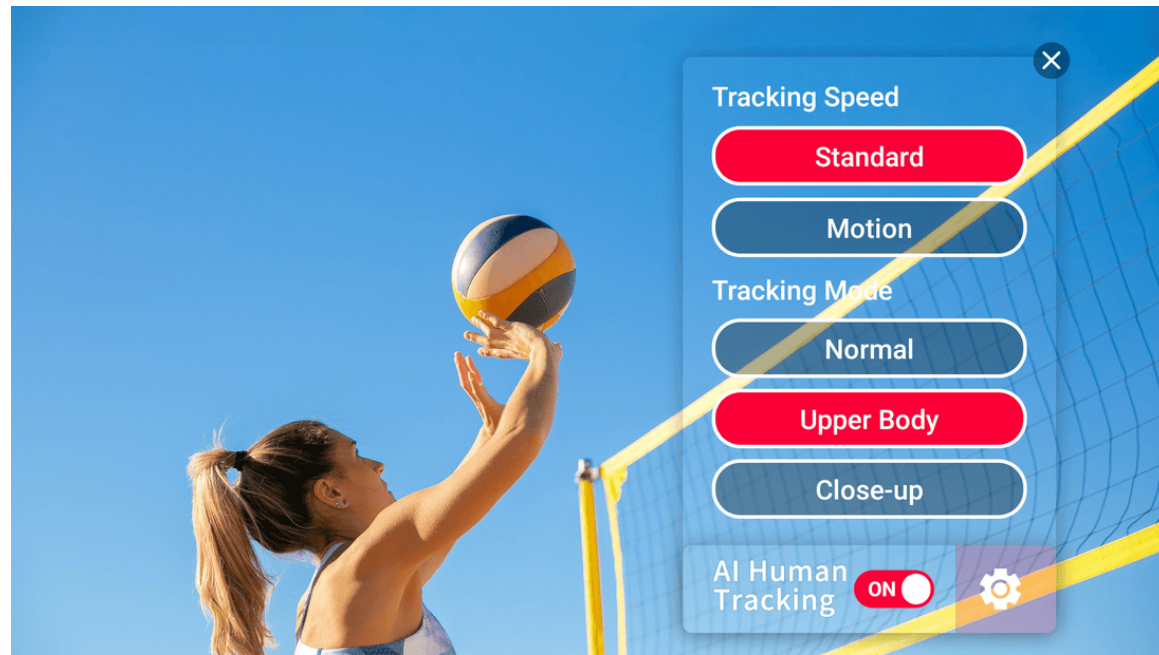 Tracking Speed
Standard
Motion
Tracking Mode
Normal
Upper Body
Close-up
AI Human
Tracking
ON